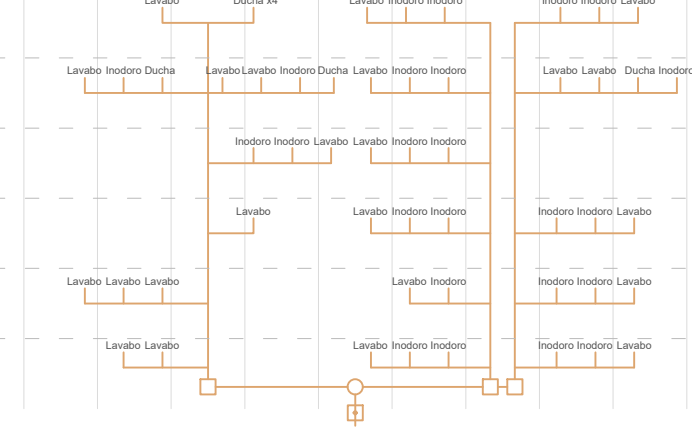 Lavabo Ducha x4 Lavabo Inodoro Inodoro Inodoro Inodoro Lavabo
Lavabo Inodoro Ducha Lavabo Lavabo Inodoro Ducha Lavabo Inodoro Inodoro Lavabo Lavabo Ducha Inodoro
Inodoro Inodoro Lavabo Lavabo Inodoro Inodoro
Lavabo Lavabo Inodoro Inodoro Inodoro Inodoro Lavabo
Lavabo Lavabo Lavabo Lavabo Inodoro Inodoro Inodoro Lavabo
Lavabo Lavabo Lavabo Inodoro Inodoro Inodoro Inodoro Lavabo